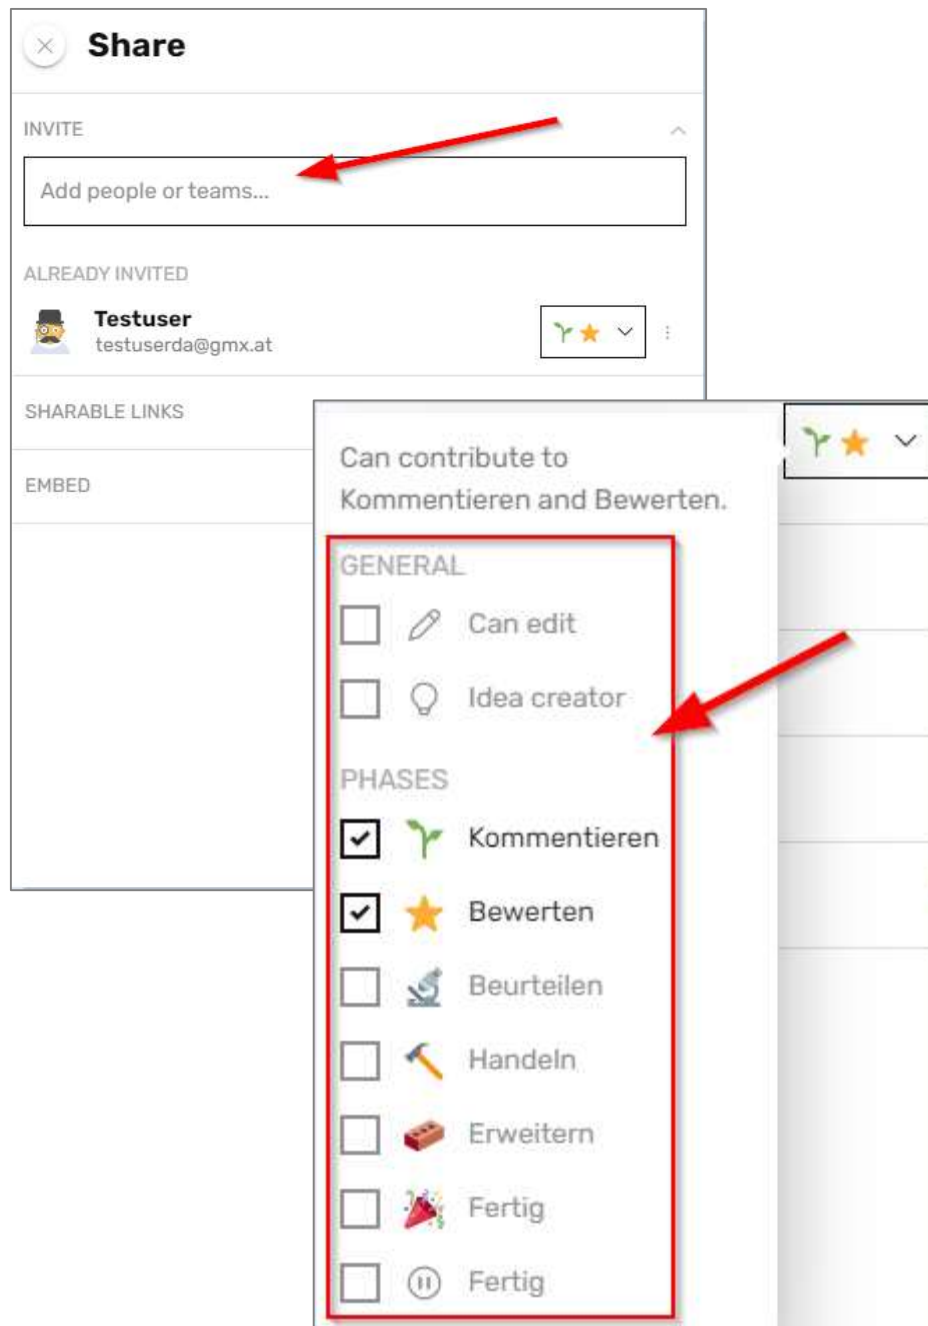 Share
INVITE
Add people or teams...
ALREADY INVITED
Testuser
testuserda@gmx.at
SHARABLE LINKS
EMBED
Can contribute to
Kommentieren and Bewerten.
GENERAL
Can edit
Idea creator
PHASES
Kommentieren
Bewerten
Beurteilen
Handeln
Erweitern
Fertig
Fertig